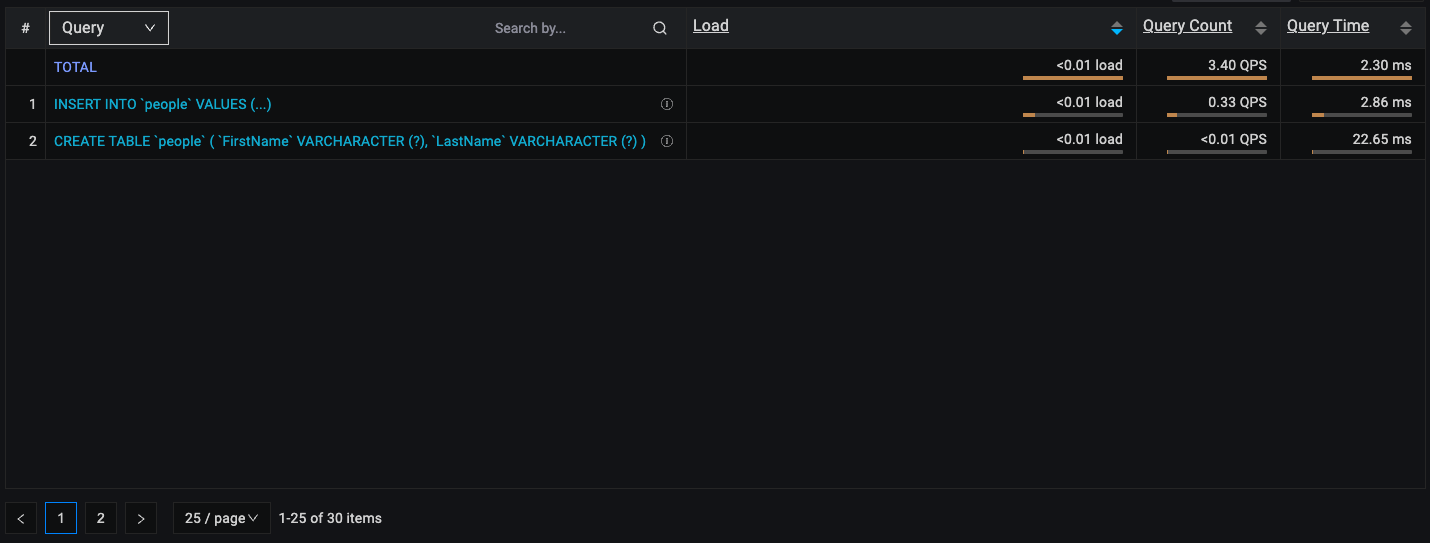 # Query Search by... Load Query Count Query Time
TOTAL <0.01 load 3.40 QPS 2.30 ms
1 INSERT INTO `people` VALUES (...) <0.01 load 0.33 QPS 2.86 ms
2 CREATE TABLE `people` ( `FirstName` VARCHARACTER (?), `LastName` VARCHARACTER (?) ) <0.01 load <0.01 QPS 22.65 ms
< 1 2 > 25 / page 1-25 of 30 items